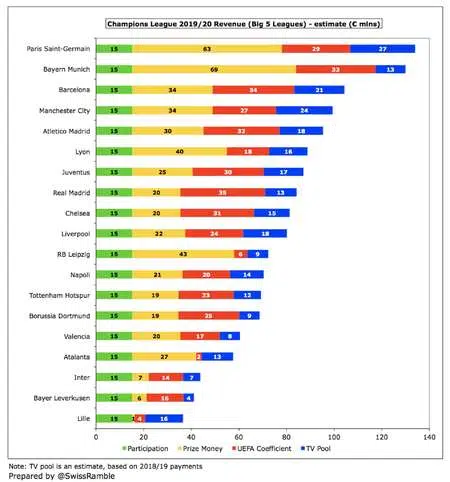 Champions League 2019/20 Revenue (Big 5 Leagues) - estimate (€ mlns)
Paris Saint-Germain 15 63 29 27
Bayern Munich 15 69 33 13
Barcelona 15 34 34 21
Manchester City 15 34 27 24
Atletico Madrid 15 30 32 18
Lyon 15 40 18 16
Juventus 15 25 30 17
Real Madrid 15 20 35 13
Chelsea 15 20 31 15
Liverpool 15 22 24 18
RB Leipzig 15 43 6 9
Napoli 15 21 20 14
Tottenham Hotspur 15 19 23 12
Borussia Dortmund 15 19 25 9
Valencia 15 20 17 8
Atalanta 15 27 2 13
Inter 15 7 14 7
Bayer Leverkusen 15 6 16 4
Lille 15 1 4 16
0 20 40 60 80 100 120 140
Participation Prize Money UEFA Coefficient TV Pool
Note: TV pool is an estimate, based on 2018/19 payments
Prepared by @SwissRamble